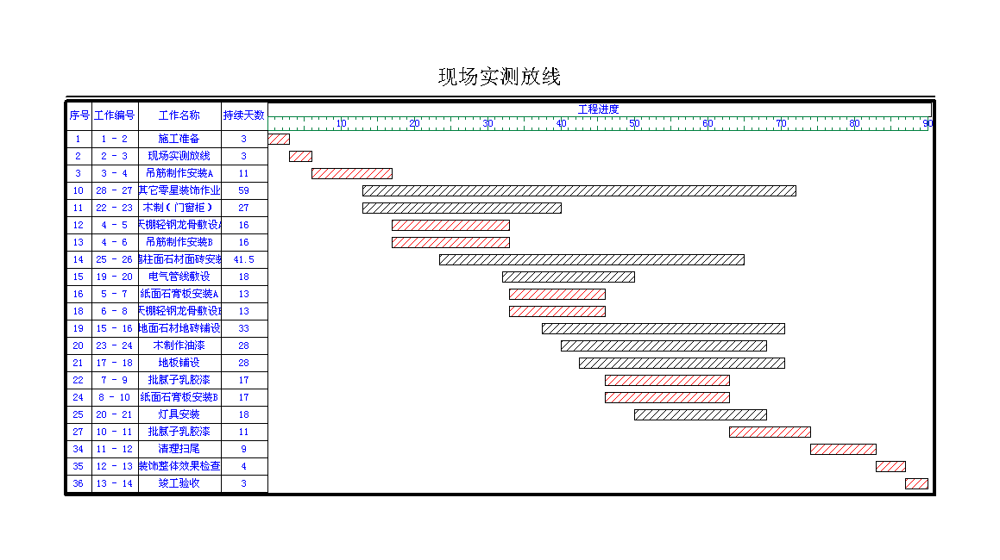 现场实测放线
序号 工作编号 工作名称 持续天数 工程进度
10 20 30 40 50 60 70 80 90
1 1 - 2 施工准备 3
2 2 - 3 现场实测放线 3
3 3 - 4 吊筋制作安装A 11
10 28 - 27 其它零星装饰作业 59
11 22 - 23 木制(门窗柜) 27
12 4 - 5 天棚轻钢龙骨敷设A 16
13 4 - 6 吊筋制作安装B 16
14 25 - 26 墙柱面石材面砖安装 41.5
15 19 - 20 电气管线敷设 18
16 5 - 7 纸面石膏板安装A 13
18 6 - 8 天棚轻钢龙骨敷设B 13
19 15 - 16 地面石材地砖铺设 33
20 23 - 24 木制作油漆 28
21 17 - 18 地板铺设 28
22 7 - 9 批腻子乳胶漆 17
24 8 - 10 纸面石膏板安装B 17
25 20 - 21 灯具安装 18
27 10 - 11 批腻子乳胶漆 11
34 11 - 12 清理扫尾 9
35 12 - 13 装饰整体效果检查 4
36 13 - 14 竣工验收 3